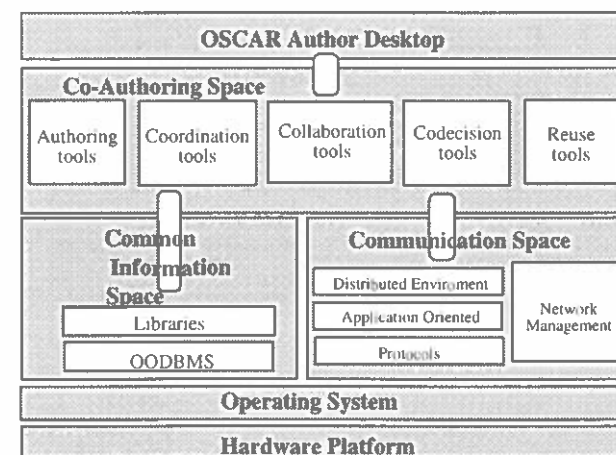 OSCAR Author Desktop
Co-Authoring Space
Authoring
tools
Coordination
tools
Collaboration
tools
Codecision
tools
Reuse
tools
Common
Information
Space
Libraries
OODBMS
Communication Space
Distributed Enviroment
Application Oriented
Protocols
Network
Management
Operating System
Hardware Platform